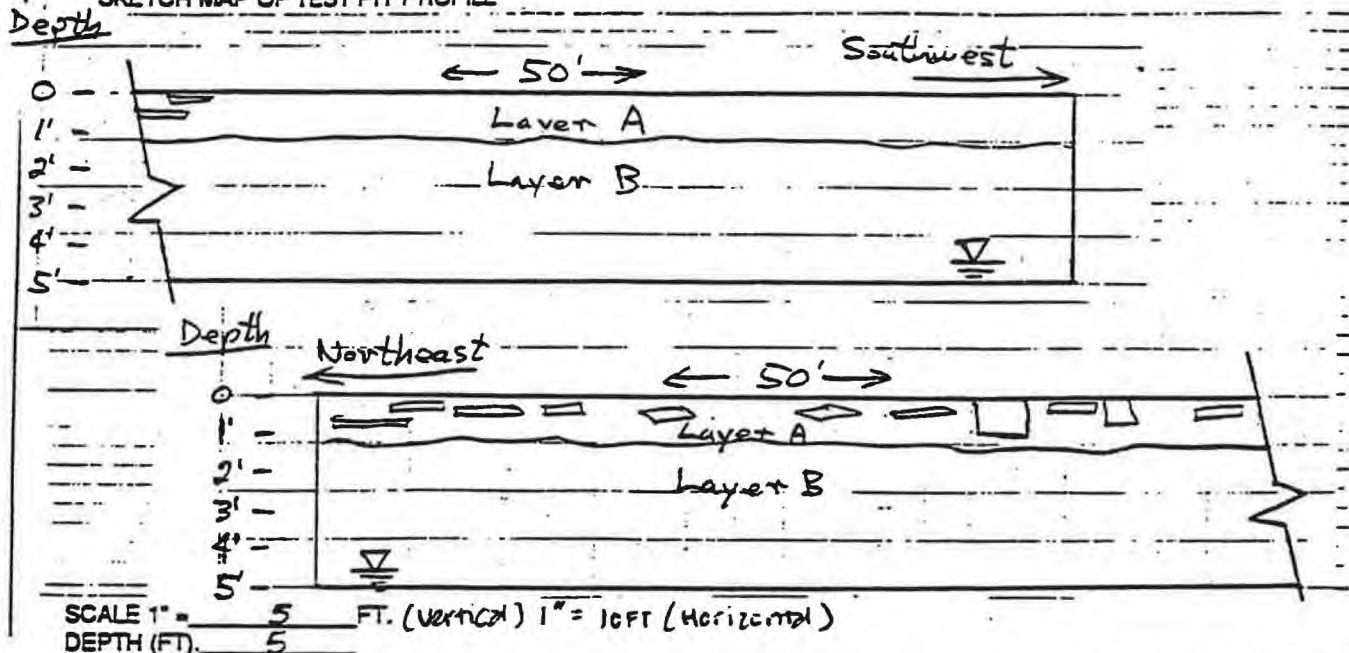 SKETCH MAP OF TEST PIT PROFILE
Depth
← 50' →
Southwest
0
1'
2'
3'
4'
5'
Layer A
Layer B
Depth
Northeast
← 50' →
0
1'
2'
3'
4'
5'
Layer A
Layer B
SCALE 1" = 5 FT. (Vertical) 1" = 10FT (Horizontal)
DEPTH (FT). 5